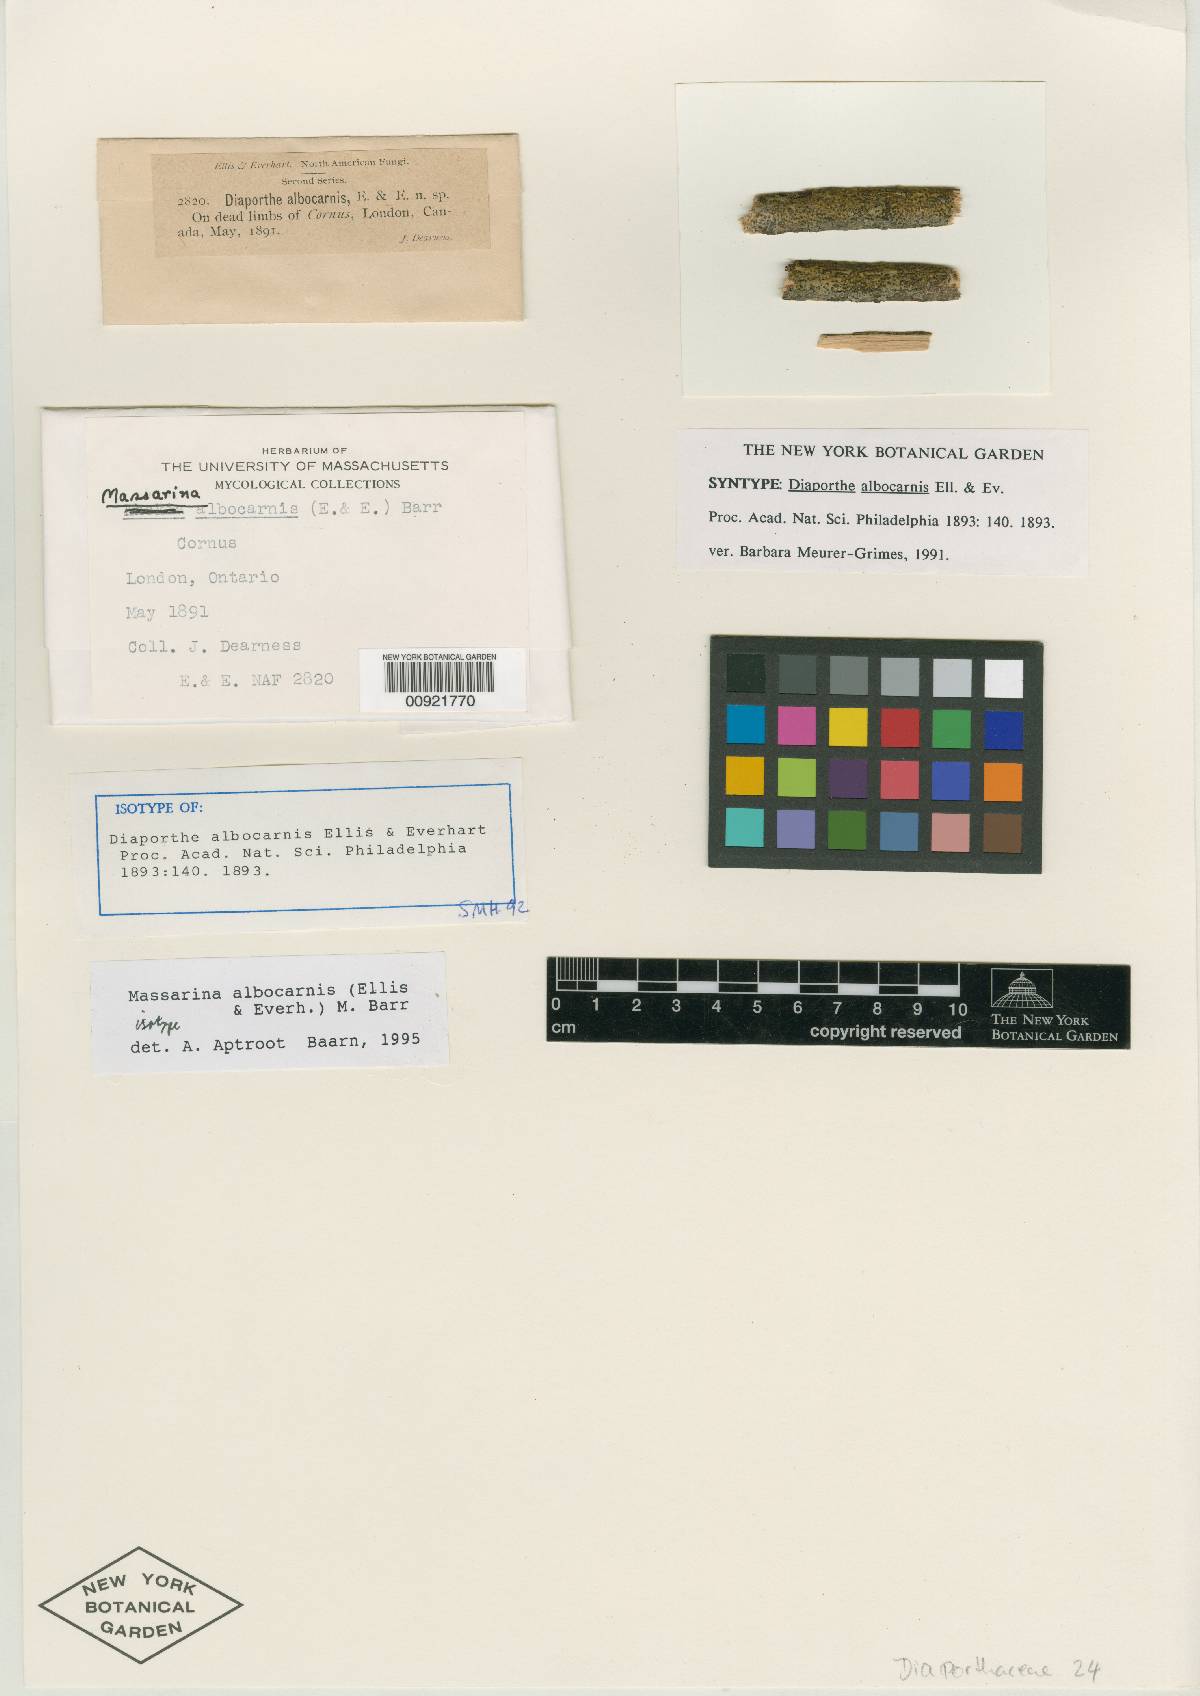 Ellis & Everhart. North American Fungi.
Second Series.
2820. Diaporthe albocarnis, E. & E. n. sp.
On dead limbs of Cornus, London, Can-
ada, May, 1891.
J. Dearness.
HERBARIUM OF
THE UNIVERSITY OF MASSACHUSETTS
MYCOLOGICAL COLLECTIONS
Massarina
albocarnis (E. & E.) Barr
Cornus
London, Ontario
May 1891
Coll. J. Dearness
E. & E. NAF 2820
NEW YORK BOTANICAL GARDEN
00921770
THE NEW YORK BOTANICAL GARDEN
SYNTYPE: Diaporthe albocarnis Ell. & Ev.
Proc. Acad. Nat. Sci. Philadelphia 1893: 140. 1893.
ver. Barbara Meurer-Grimes, 1991.
ISOTYPE OF:
Diaporthe albocarnis Ellis & Everhart
Proc. Acad. Nat. Sci. Philadelphia
1893:140. 1893.
SMH 92
Massarina albocarnis (Ellis
& Everh.) M. Barr
isotype
det. A. Aptroot Baarn, 1995
0 1 2 3 4 5 6 7 8 9 10
cm
copyright reserved
THE NEW YORK
BOTANICAL GARDEN
NEW YORK
BOTANICAL
GARDEN
Diaporthaceae 24